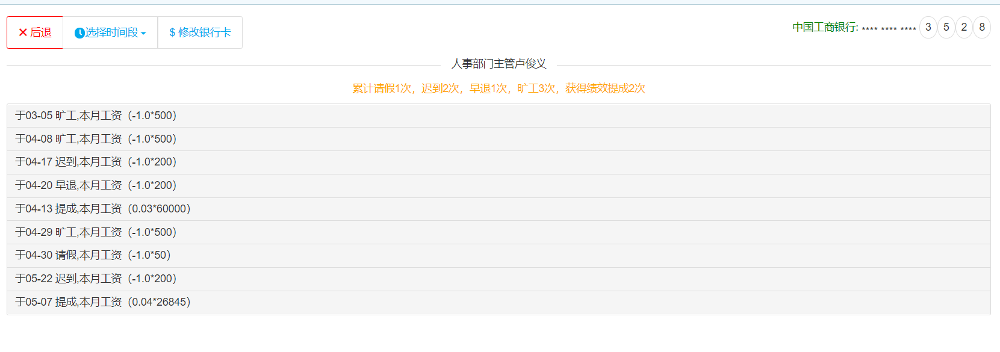 ✕ 后退 选择时间段 $ 修改银行卡 中国工商银行: **** **** **** 3 5 2 8
人事部门主管卢俊义
累计请假1次，迟到2次，早退1次，旷工3次，获得绩效提成2次
于03-05 旷工,本月工资（-1.0*500）
于04-08 旷工,本月工资（-1.0*500）
于04-17 迟到,本月工资（-1.0*200）
于04-20 早退,本月工资（-1.0*200）
于04-13 提成,本月工资（0.03*60000）
于04-29 旷工,本月工资（-1.0*500）
于04-30 请假,本月工资（-1.0*50）
于05-22 迟到,本月工资（-1.0*200）
于05-07 提成,本月工资（0.04*26845）